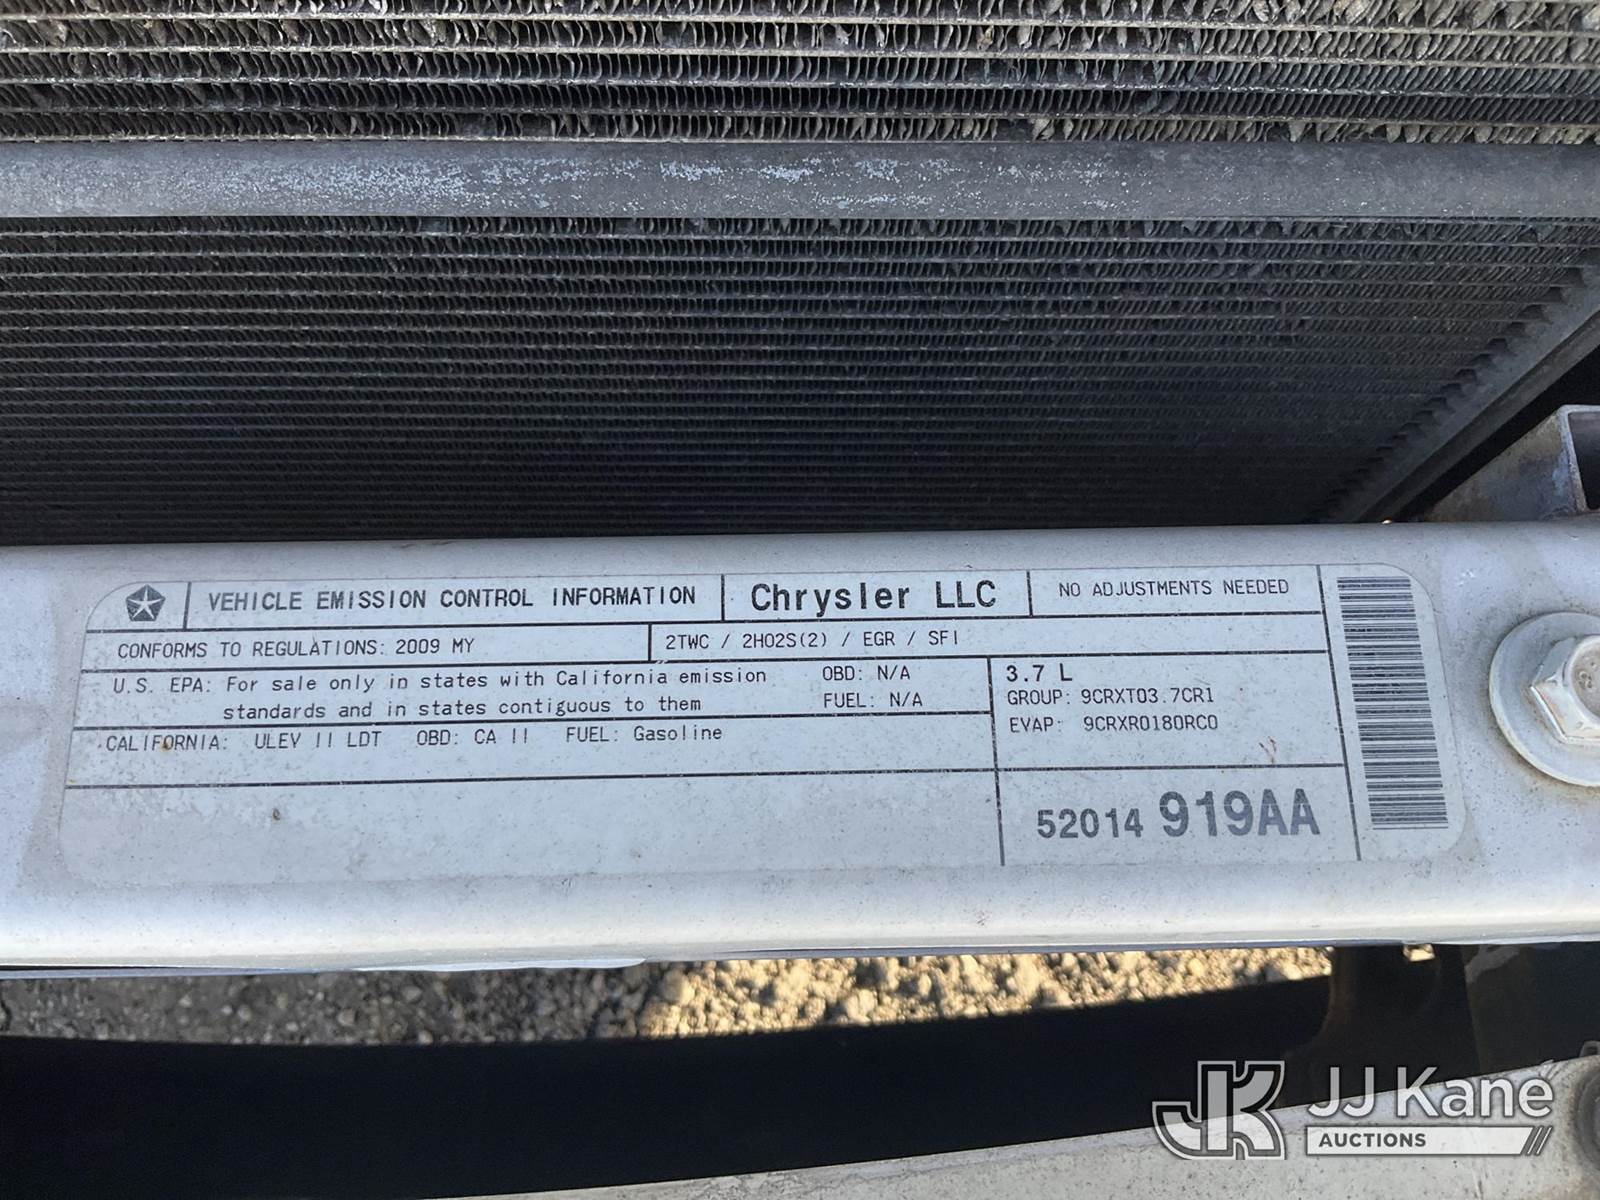 VEHICLE EMISSION CONTROL INFORMATION
Chrysler LLC
NO ADJUSTMENTS NEEDED
CONFORMS TO REGULATIONS: 2009 MY
2TWC / 2HO2S(2) / EGR / SFI
U.S. EPA: For sale only in states with California emission
standards and in states contiguous to them
OBD: N/A
FUEL: N/A
CALIFORNIA: ULEV II LDT OBD: CA II FUEL: Gasoline
3.7 L
GROUP: 9CRXT03.7CR1
EVAP: 9CRXR0180RC0
52014 919AA
JK
JJ Kane
AUCTIONS